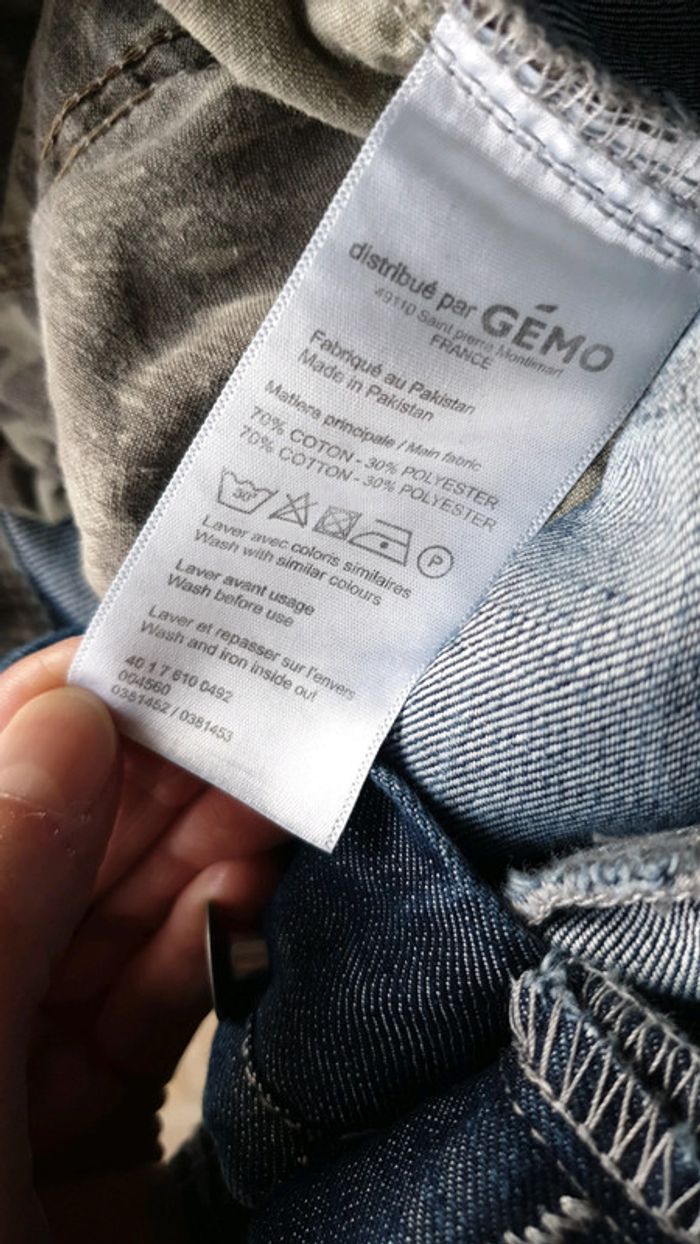 distribué par GÉMO
49110 Saint pierre Montlimart
FRANCE
Fabriqué au Pakistan
Made in Pakistan
Matiera principale / Main fabric
70% COTON - 30% POLYESTER
70% COTTON - 30% POLYESTER
30° P
Laver avec coloris similaires
Wash with similar colours
Laver avant usage
Wash before use
Laver et repasser sur l'envers
Wash and iron inside out
40 1 7 610 0492
004560
0381452 / 0381453